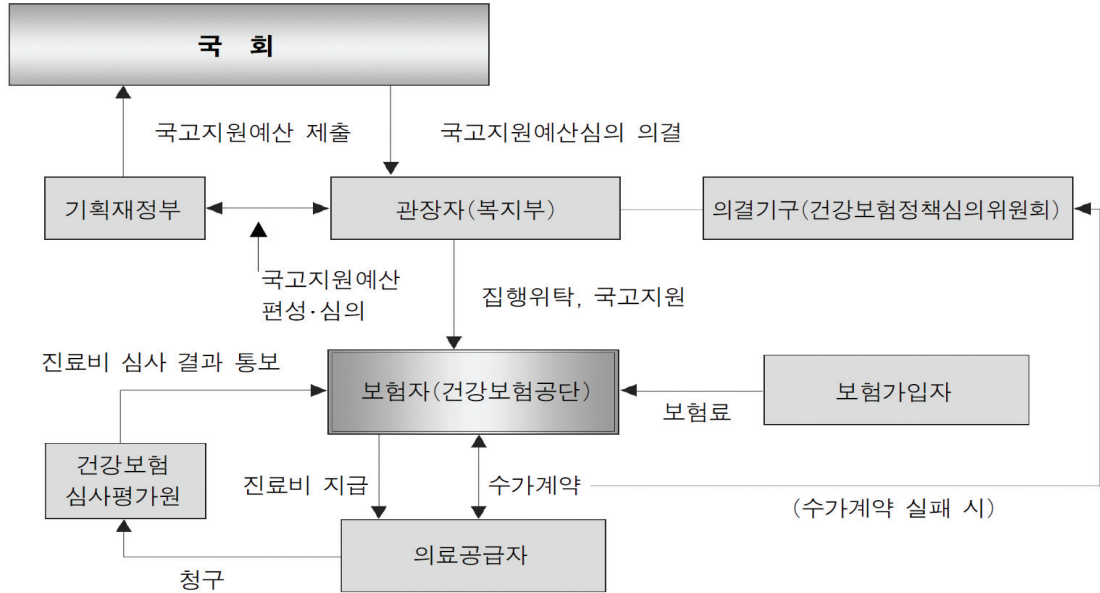 국 회
국고지원예산 제출
국고지원예산심의 의결
기획재정부
관장자(복지부)
의결기구(건강보험정책심의위원회)
국고지원예산
편성·심의
집행위탁, 국고지원
진료비 심사 결과 통보
보험자(건강보험공단)
보험료
보험가입자
건강보험
심사평가원
진료비 지급
수가계약
(수가계약 실패 시)
의료공급자
청구